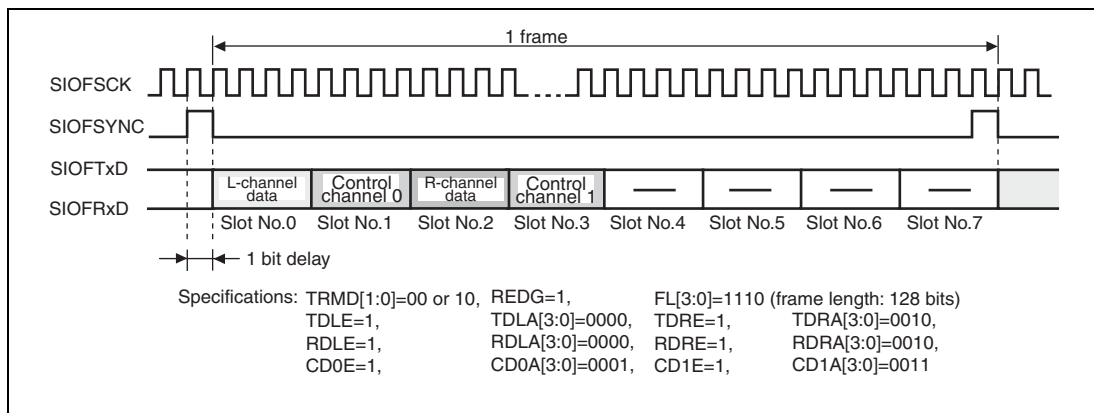 1 frame
SIOFSCK
SIOFSYNC
SIOFTxD
SIOFRxD
L-channel
data
Control
channel 0
R-channel
data
Control
channel 1
Slot No.0 Slot No.1 Slot No.2 Slot No.3 Slot No.4 Slot No.5 Slot No.6 Slot No.7
1 bit delay
Specifications: TRMD[1:0]=00 or 10, REDG=1, FL[3:0]=1110 (frame length: 128 bits)
TDLE=1, TDLA[3:0]=0000, TDRE=1, TDRA[3:0]=0010,
RDLE=1, RDLA[3:0]=0000, RDRE=1, RDRA[3:0]=0010,
CD0E=1, CD0A[3:0]=0001, CD1E=1, CD1A[3:0]=0011